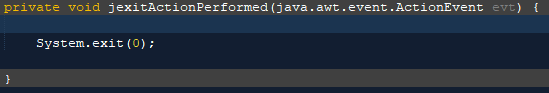 private void jexitActionPerformed(java.awt.event.ActionEvent evt) {
System.exit(0);
}